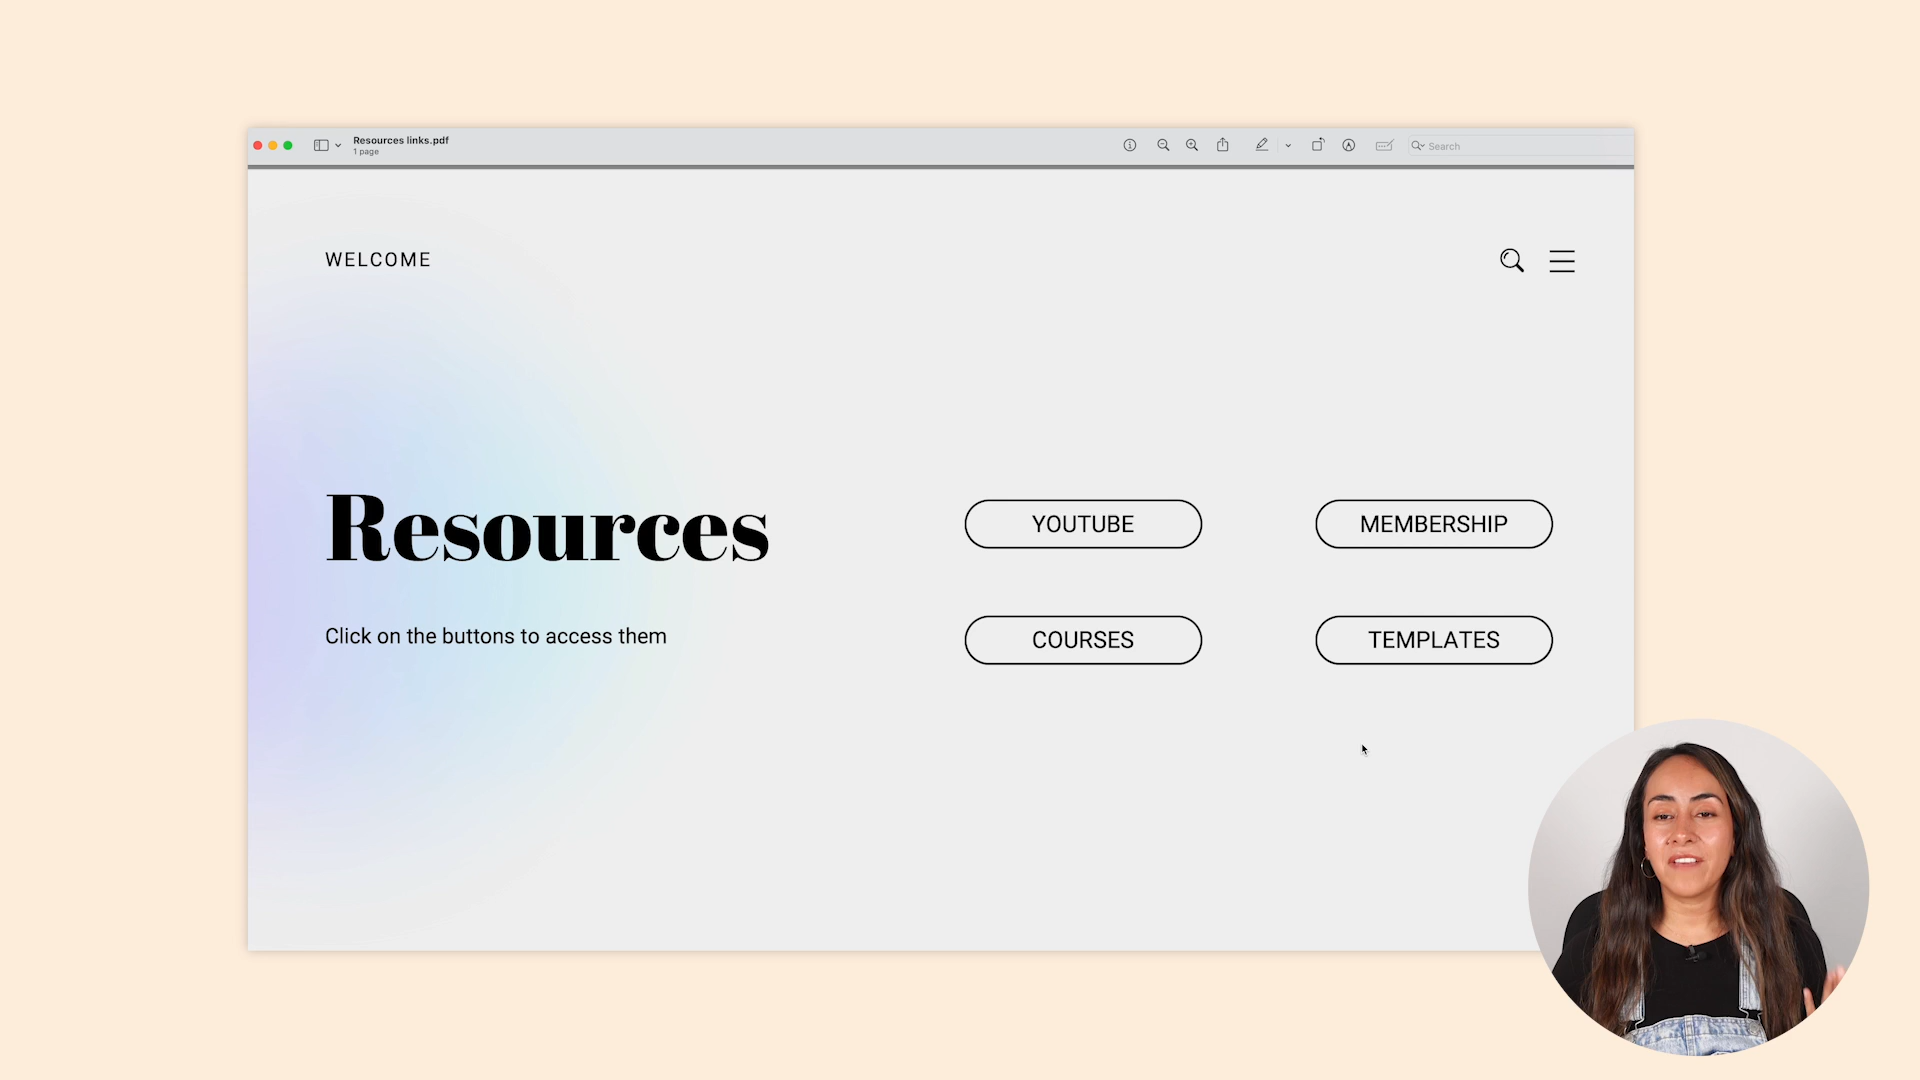 Resources links.pdf
1 page
Search
WELCOME
Resources
Click on the buttons to access them
YOUTUBE
MEMBERSHIP
COURSES
TEMPLATES